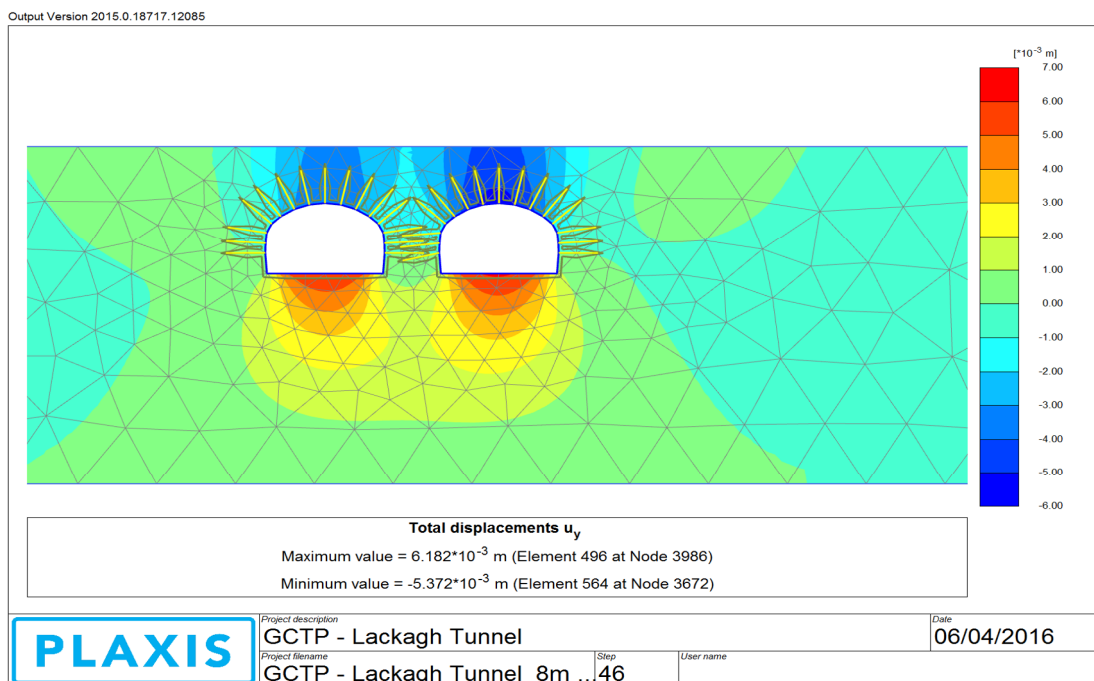 Output Version 2015.0.18717.12085
[*10-3 m]
7.00
6.00
5.00
4.00
3.00
2.00
1.00
0.00
-1.00
-2.00
-3.00
-4.00
-5.00
-6.00
Total displacements uy
Maximum value = 6.182*10-3 m (Element 496 at Node 3986)
Minimum value = -5.372*10-3 m (Element 564 at Node 3672)
PLAXIS
Project description
GCTP - Lackagh Tunnel
Date
06/04/2016
Project filename
GCTP - Lackagh Tunnel_8m ...
Step
46
User name